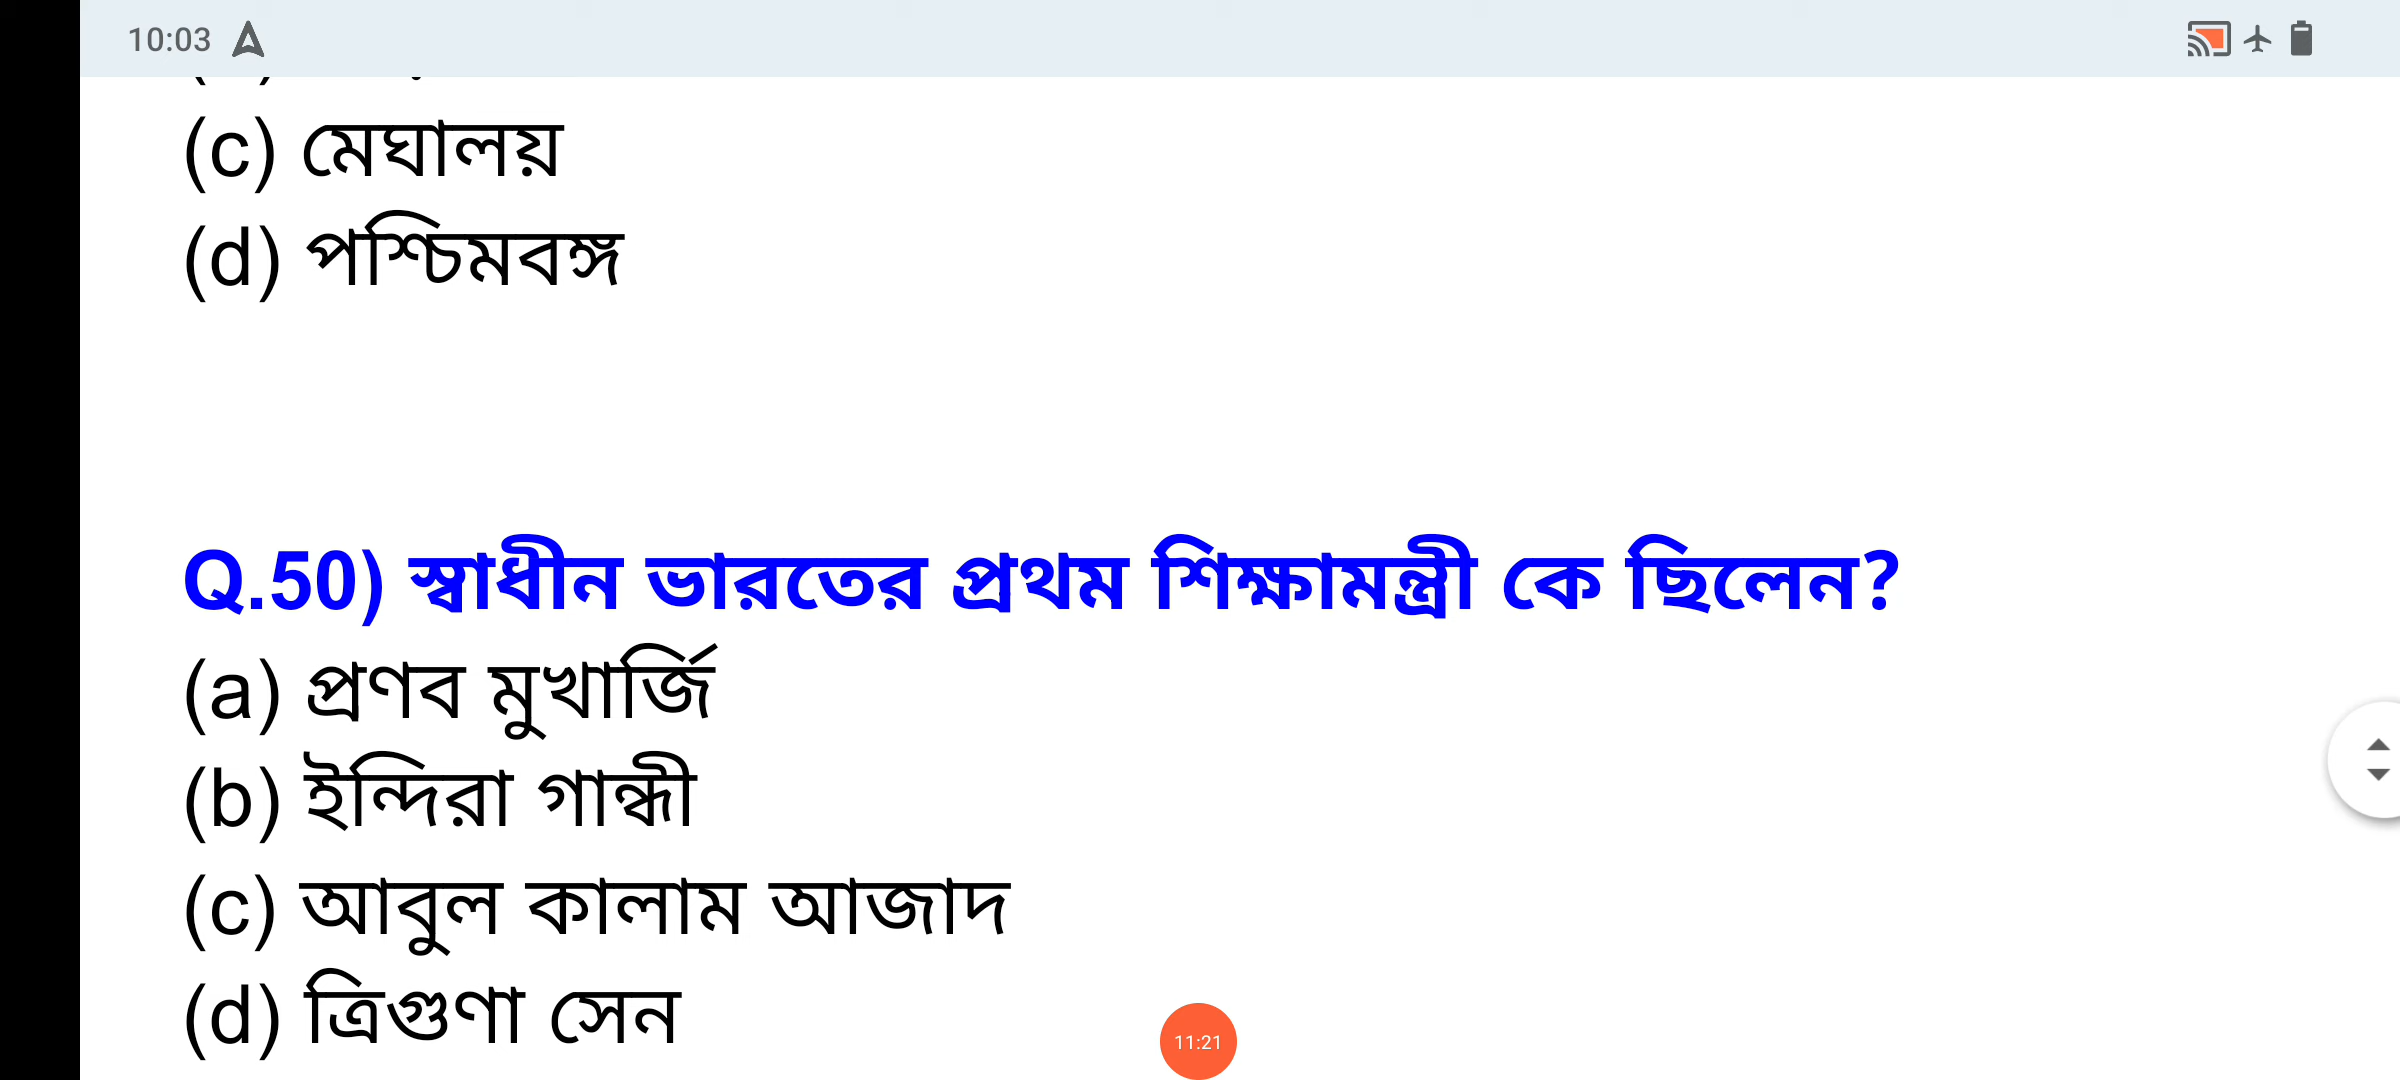 10:03
(c) মেঘালয়
(d) পশ্চিমবঙ্গ
Q.50) স্বাধীন ভারতের প্রথম শিক্ষামন্ত্রী কে ছিলেন?
(a) প্রণব মুখার্জি
(b) ইন্দিরা গান্ধী
(c) আবুল কালাম আজাদ
(d) ত্রিগুণা সেন
11:21